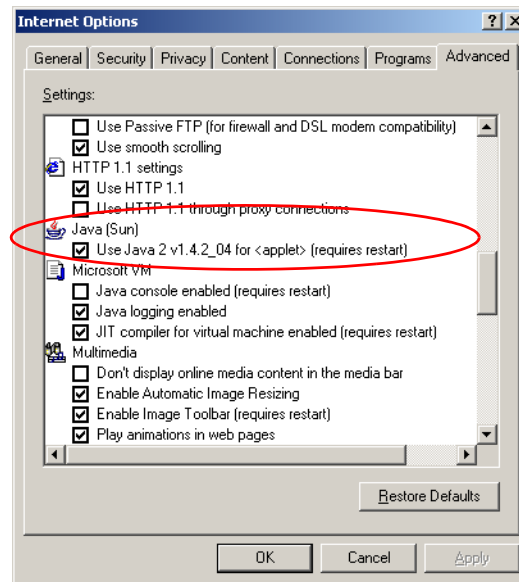 Internet Options
? X
General Security Privacy Content Connections Programs Advanced
Settings:
Use Passive FTP (for firewall and DSL modem compatibility)
Use smooth scrolling
HTTP 1.1 settings
Use HTTP 1.1
Use HTTP 1.1 through proxy connections
Java (Sun)
Use Java 2 v1.4.2_04 for <applet> (requires restart)
Microsoft VM
Java console enabled (requires restart)
Java logging enabled
JIT compiler for virtual machine enabled (requires restart)
Multimedia
Don't display online media content in the media bar
Enable Automatic Image Resizing
Enable Image Toolbar (requires restart)
Play animations in web pages
Restore Defaults
OK Cancel Apply